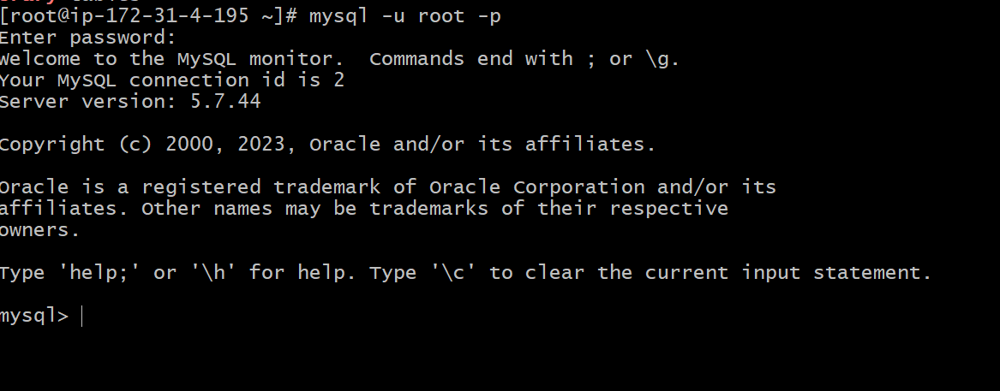 [root@ip-172-31-4-195 ~]# mysql -u root -p
Enter password:
Welcome to the MySQL monitor.  Commands end with ; or \g.
Your MySQL connection id is 2
Server version: 5.7.44
Copyright (c) 2000, 2023, Oracle and/or its affiliates.
Oracle is a registered trademark of Oracle Corporation and/or its
affiliates. Other names may be trademarks of their respective
owners.
Type 'help;' or '\h' for help. Type '\c' to clear the current input statement.
mysql>